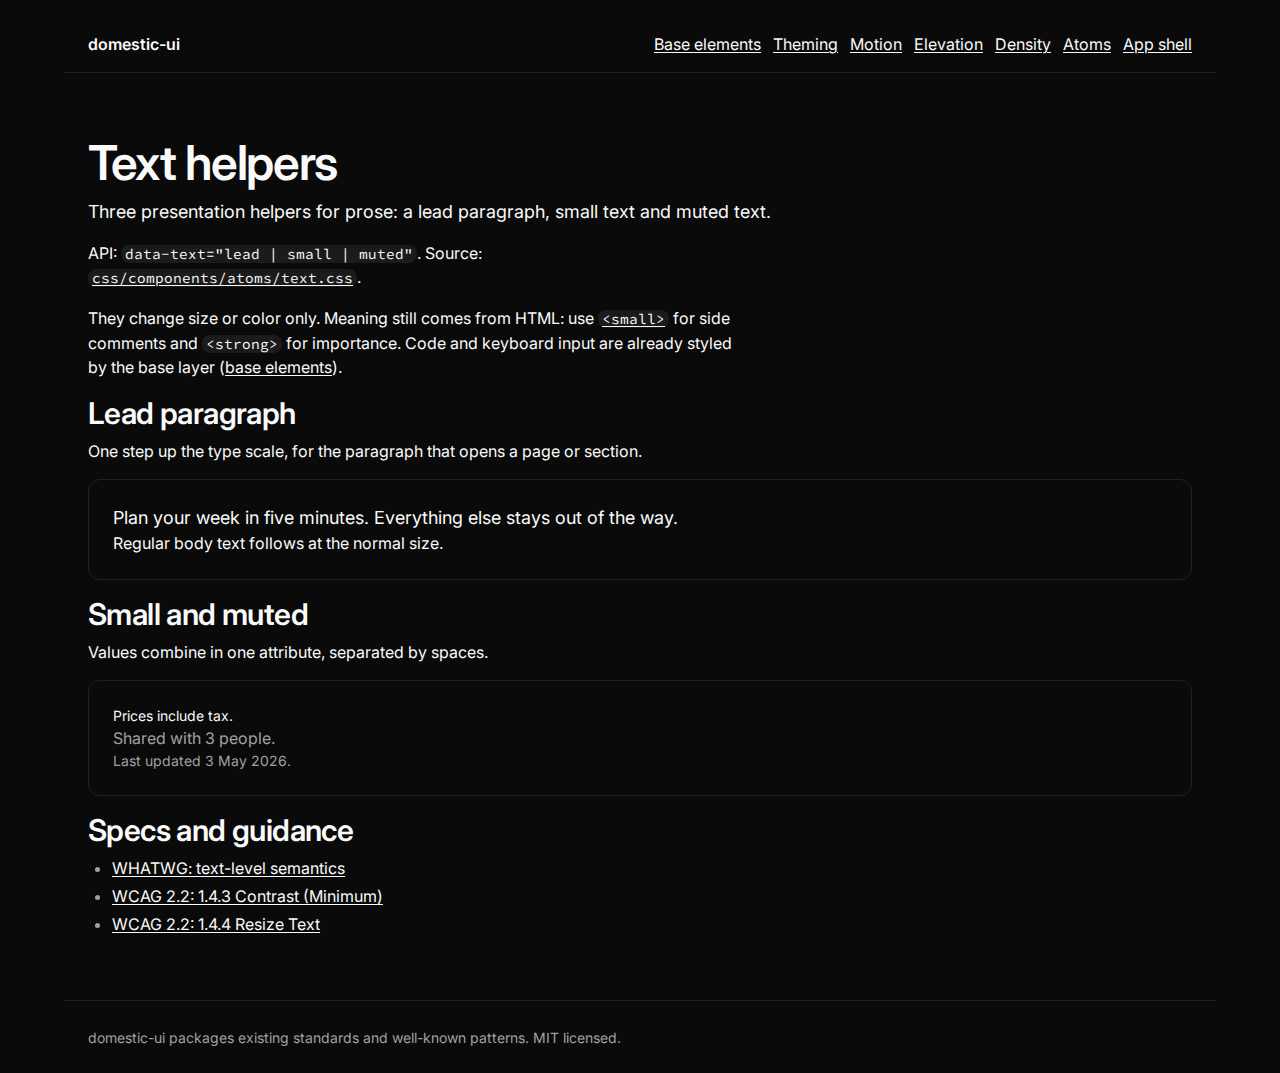 domestic-ui
Base elements Theming Motion Elevation Density Atoms App shell
Text helpers
Three presentation helpers for prose: a lead paragraph, small text and muted text.
API: data-text="lead | small | muted". Source:
css/components/atoms/text.css.
They change size or color only. Meaning still comes from HTML: use <small> for side
comments and <strong> for importance. Code and keyboard input are already styled
by the base layer (base elements).
Lead paragraph
One step up the type scale, for the paragraph that opens a page or section.
Plan your week in five minutes. Everything else stays out of the way.
Regular body text follows at the normal size.
Small and muted
Values combine in one attribute, separated by spaces.
Prices include tax.
Shared with 3 people.
Last updated 3 May 2026.
Specs and guidance
WHATWG: text-level semantics
WCAG 2.2: 1.4.3 Contrast (Minimum)
WCAG 2.2: 1.4.4 Resize Text
domestic-ui packages existing standards and well-known patterns. MIT licensed.